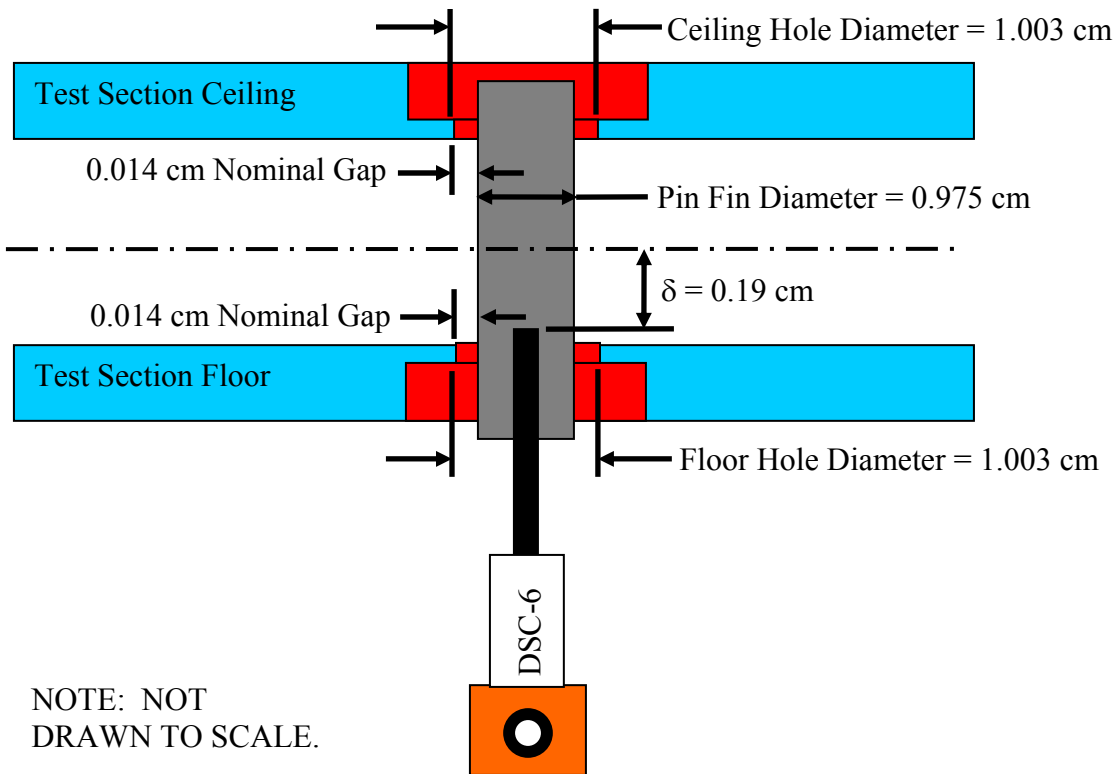 Ceiling Hole Diameter = 1.003 cm
Test Section Ceiling
0.014 cm Nominal Gap
Pin Fin Diameter = 0.975 cm
δ = 0.19 cm
0.014 cm Nominal Gap
Test Section Floor
Floor Hole Diameter = 1.003 cm
DSC-6
NOTE: NOT
DRAWN TO SCALE.